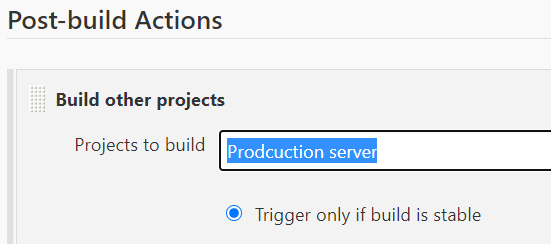 Post-build Actions
Build other projects
Projects to build
Prodcuction server
Trigger only if build is stable